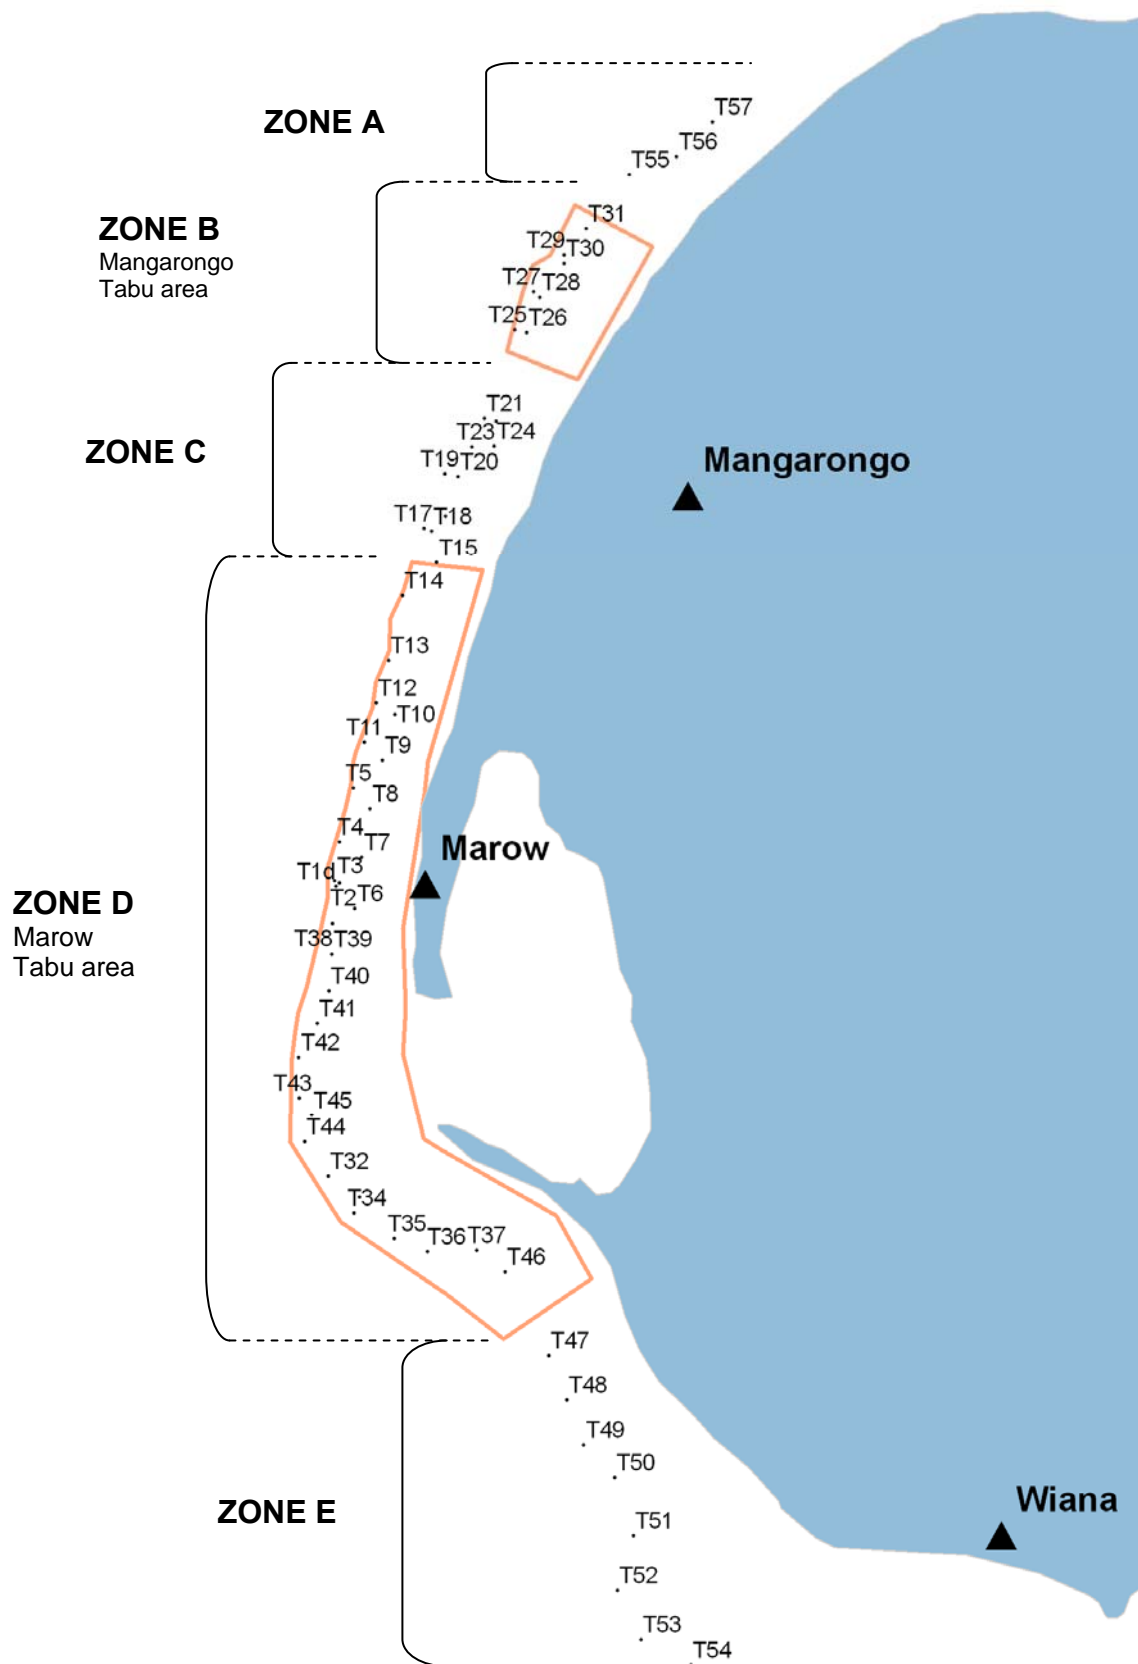 T57
ZONE A
T56
T55
T31
ZONE B
Mangarongo
Tabu area
T29
T30
T27
T28
T25
T26
T21
T23
T24
ZONE C
T19
T20
Mangarongo
T17
T18
T15
T14
T13
T12
T10
T11
T9
T5
T8
T4
T7
Marow
T1d
T3
T2
T6
ZONE D
Marow
Tabu area
T38
T39
T40
T41
T42
T43
T45
T44
T32
T34
T35
T36
T37
T46
T47
T48
T49
T50
ZONE E
Wiana
T51
T52
T53
T54